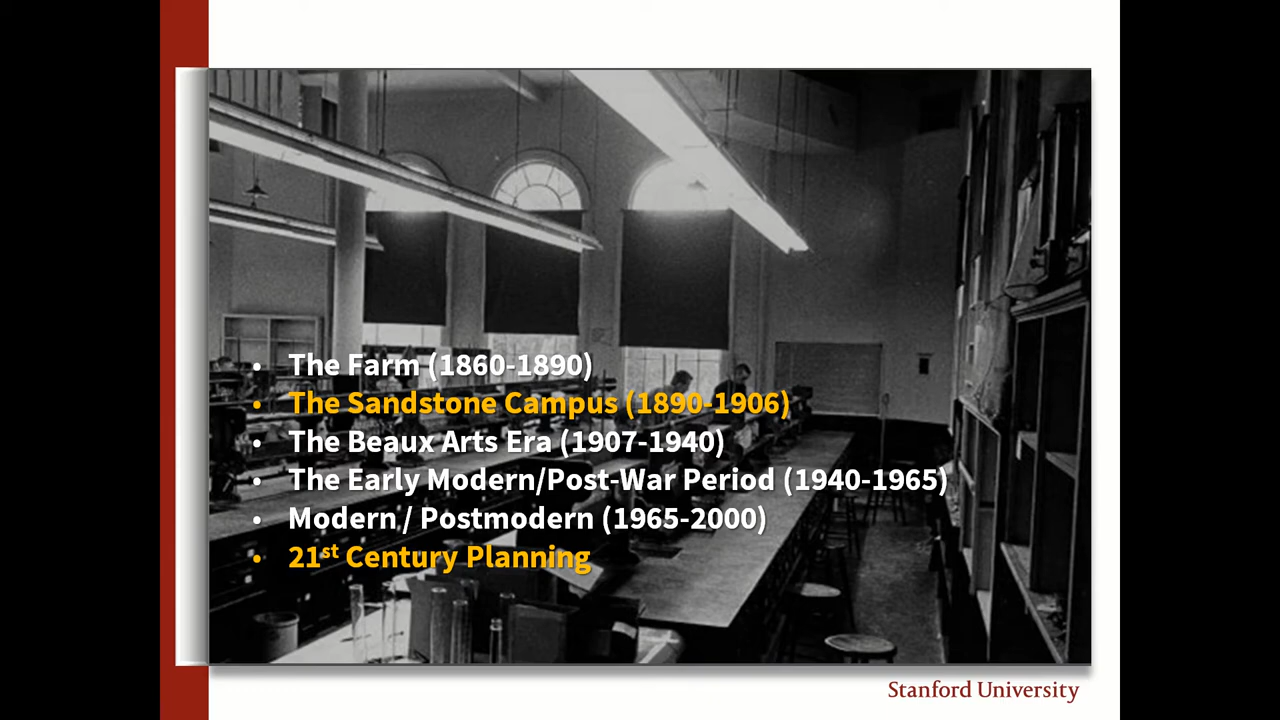 • The Farm (1860-1890)
• The Sandstone Campus (1890-1906)
• The Beaux Arts Era (1907-1940)
• The Early Modern/Post-War Period (1940-1965)
• Modern / Postmodern (1965-2000)
• 21st Century Planning
Stanford University